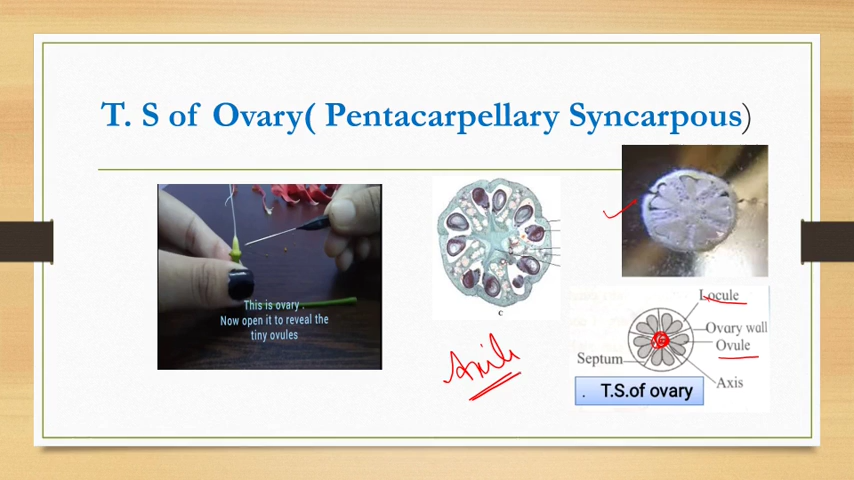 T. S of Ovary( Pentacarpellary Syncarpous)
This is ovary .
Now open it to reveal the
tiny ovules
c
Axile
Locule
Ovary wall
Ovule
Septum
Axis
. T.S.of ovary